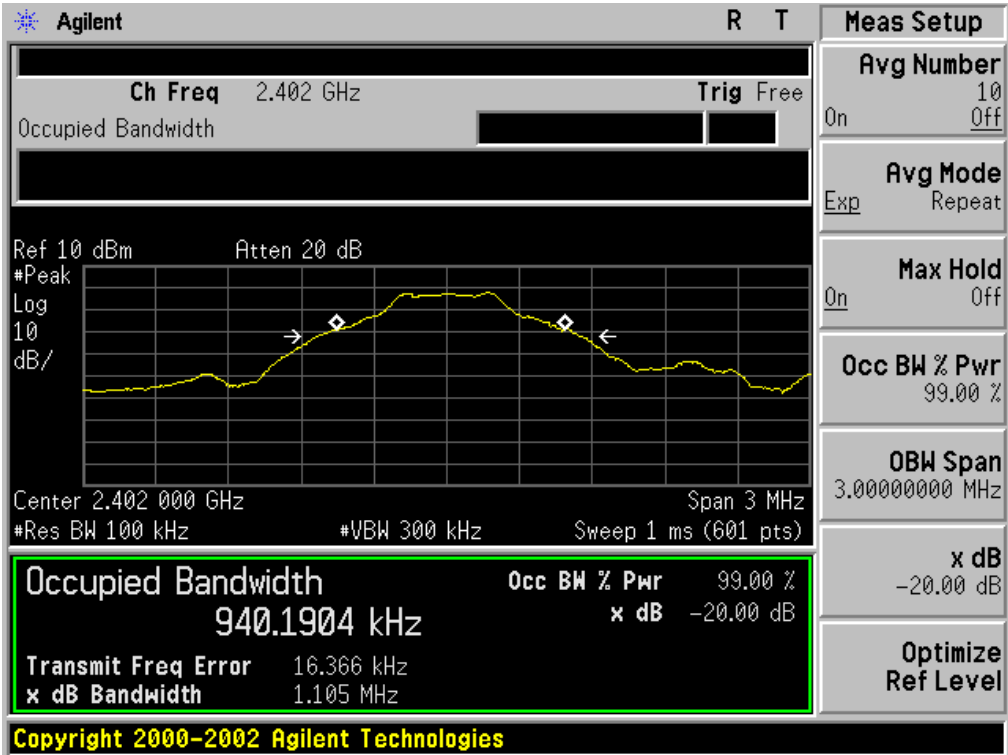 Agilent R T
Ch Freq 2.402 GHz Trig Free
Occupied Bandwidth
Ref 10 dBm Atten 20 dB
#Peak
Log
10
dB/
Center 2.402 000 GHz Span 3 MHz
#Res BW 100 kHz #VBW 300 kHz Sweep 1 ms (601 pts)
Occupied Bandwidth Occ BW % Pwr 99.00 %
940.1904 kHz x dB -20.00 dB
Transmit Freq Error 16.366 kHz
x dB Bandwidth 1.105 MHz
Copyright 2000-2002 Agilent Technologies
Meas Setup
Avg Number
10
On Off
Avg Mode
Exp Repeat
Max Hold
On Off
Occ BW % Pwr
99.00 %
OBW Span
3.00000000 MHz
x dB
-20.00 dB
Optimize
Ref Level